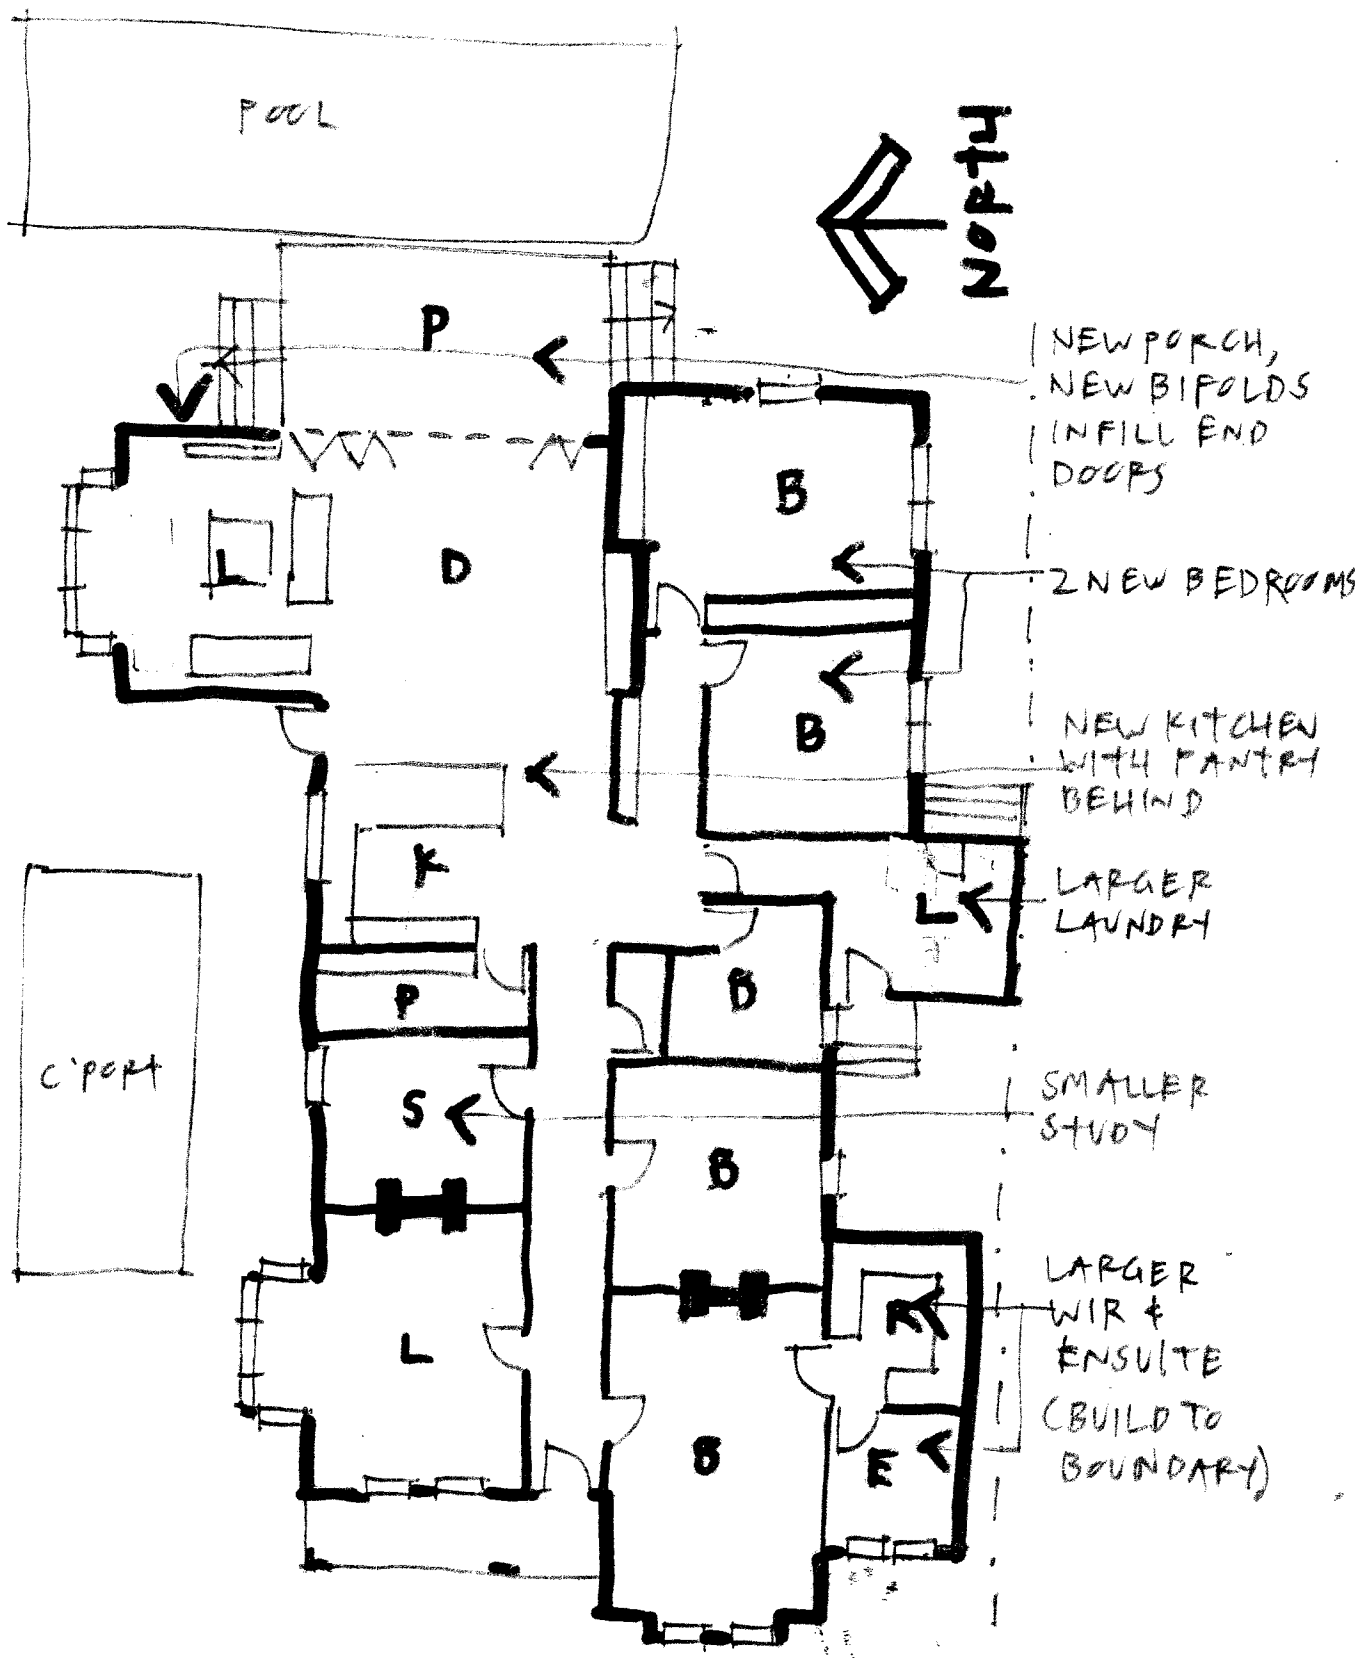 POOL
NORTH
P
NEW PORCH,
NEW BIFOLDS
INFILL END
DOORS
B
L
D
2 NEW BEDROOMS
B
NEW KITCHEN
WITH PANTRY
BEHIND
K
L
LARGER
LAUNDRY
P
B
C'PORT
S
SMALLER
STUDY
B
L
R
LARGER
WIR &
ENSUITE
(BUILD TO
BOUNDARY)
B
E